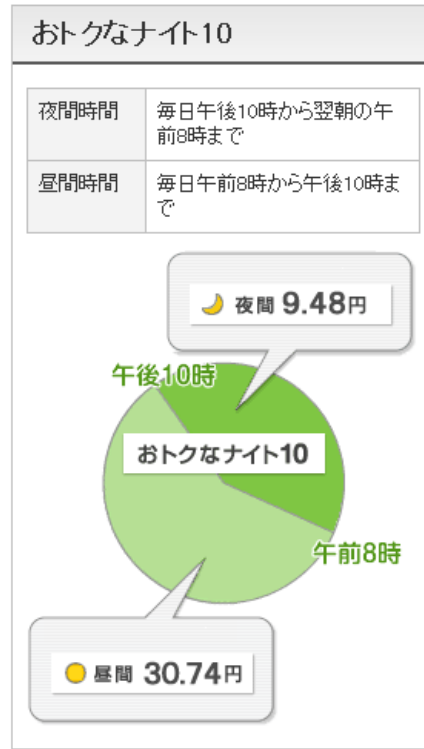 おトクなナイト10
夜間時間
毎日午後10時から翌朝の午
前8時まで
昼間時間
毎日午前8時から午後10時ま
で
夜間 9.48円
午後10時
おトクなナイト10
午前8時
昼間 30.74円